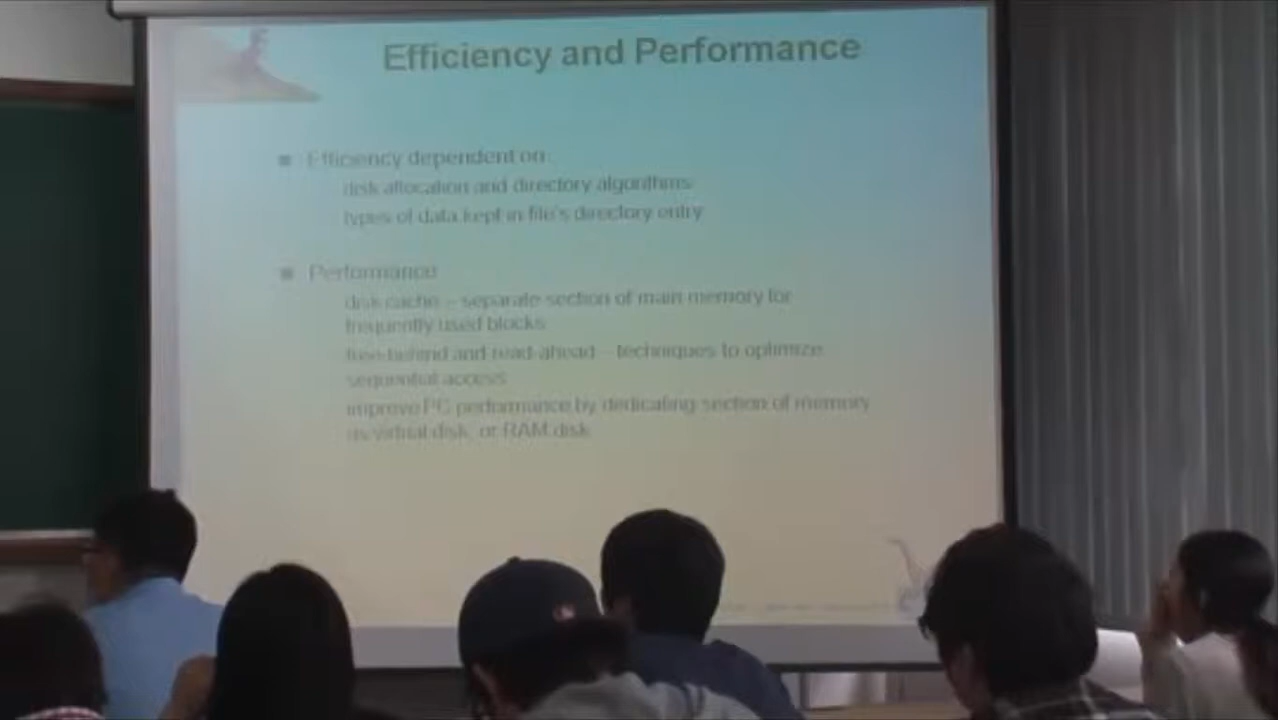 Efficiency and Performance
Efficiency dependent on:
disk allocation and directory algorithms
types of data kept in file's directory entry
Performance
disk cache – separate section of main memory for
frequently used blocks
free-behind and read-ahead – techniques to optimize
sequential access
improve PC performance by dedicating section of memory
as virtual disk, or RAM disk